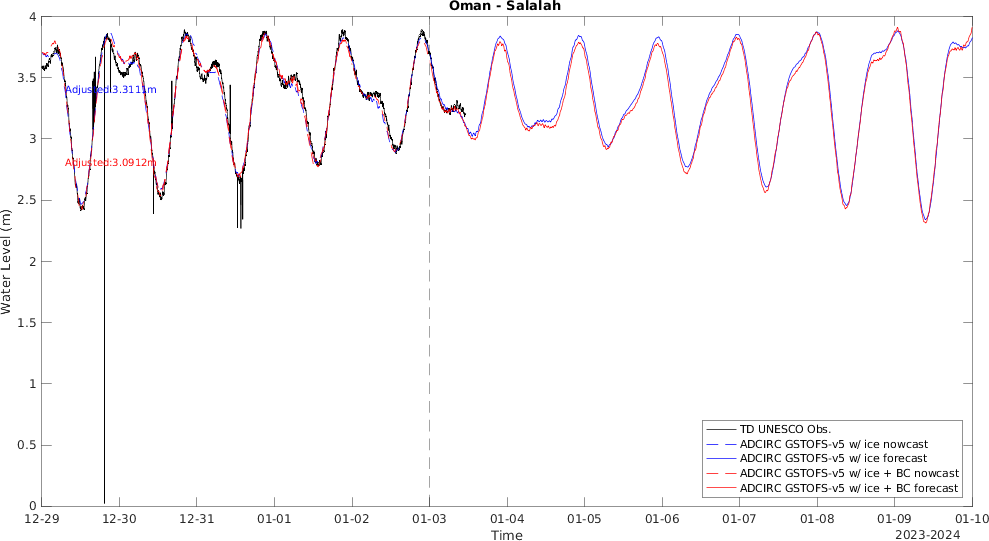 Oman - Salalah
4
3.5
3
2.5
2
1.5
1
0.5
0
Water Level (m)
Adjusted:3.3111m
Adjusted:3.0912m
TD UNESCO Obs.
ADCIRC GSTOFS-v5 w/ ice nowcast
ADCIRC GSTOFS-v5 w/ ice forecast
ADCIRC GSTOFS-v5 w/ ice + BC nowcast
ADCIRC GSTOFS-v5 w/ ice + BC forecast
12-29 12-30 12-31 01-01 01-02 01-03 01-04 01-05 01-06 01-07 01-08 01-09 01-10
Time
2023-2024